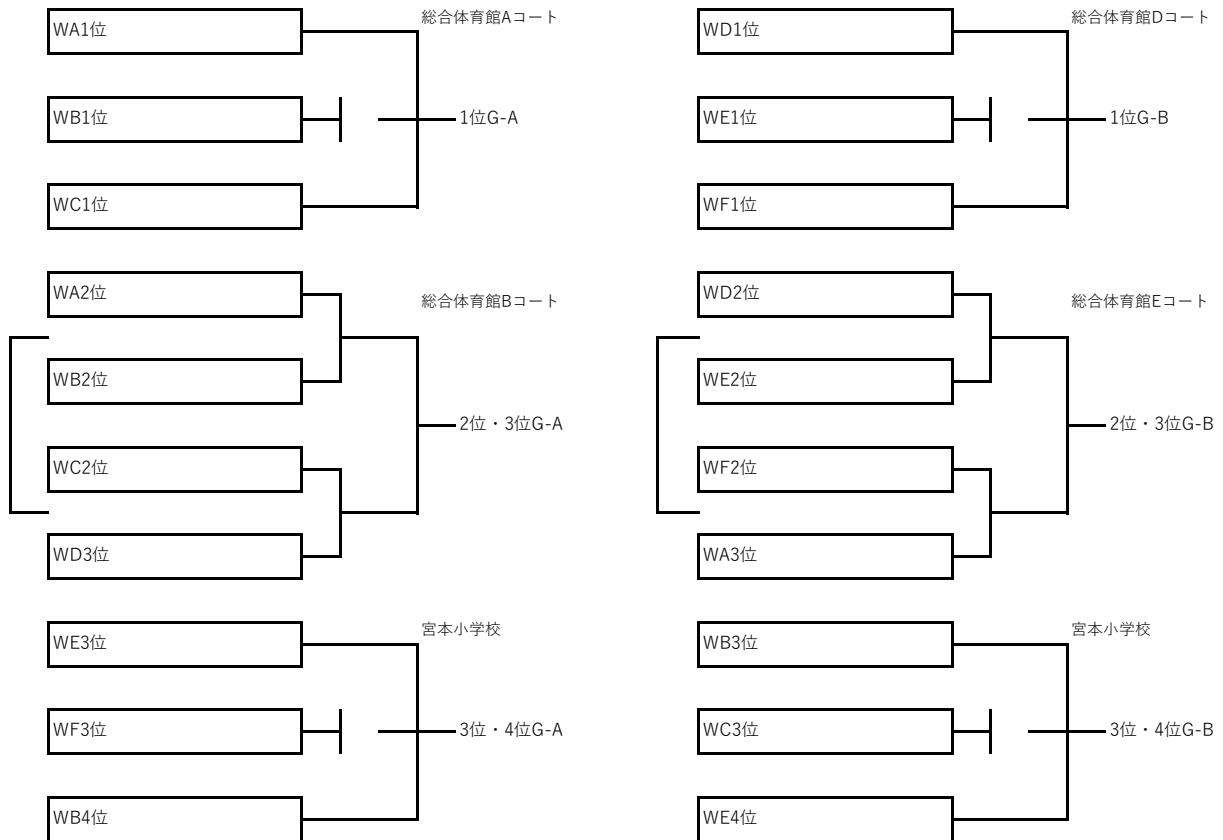 WA1位
総合体育館Aコート
WB1位
1位G-A
WC1位
WA2位
総合体育館Bコート
WB2位
2位・3位G-A
WC2位
WD3位
WE3位
宮本小学校
WF3位
3位・4位G-A
WB4位
WD1位
総合体育館Dコート
WE1位
1位G-B
WF1位
WD2位
総合体育館Eコート
WE2位
2位・3位G-B
WF2位
WA3位
WB3位
宮本小学校
WC3位
3位・4位G-B
WE4位